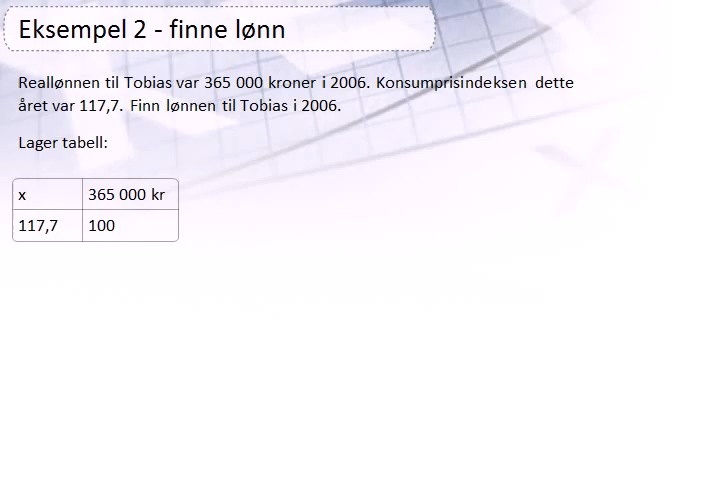 Eksempel 2 - finne lønn
Reallønnen til Tobias var 365 000 kroner i 2006. Konsumprisindeksen dette
året var 117,7. Finn lønnen til Tobias i 2006.
Lager tabell:
x 365 000 kr
117,7 100